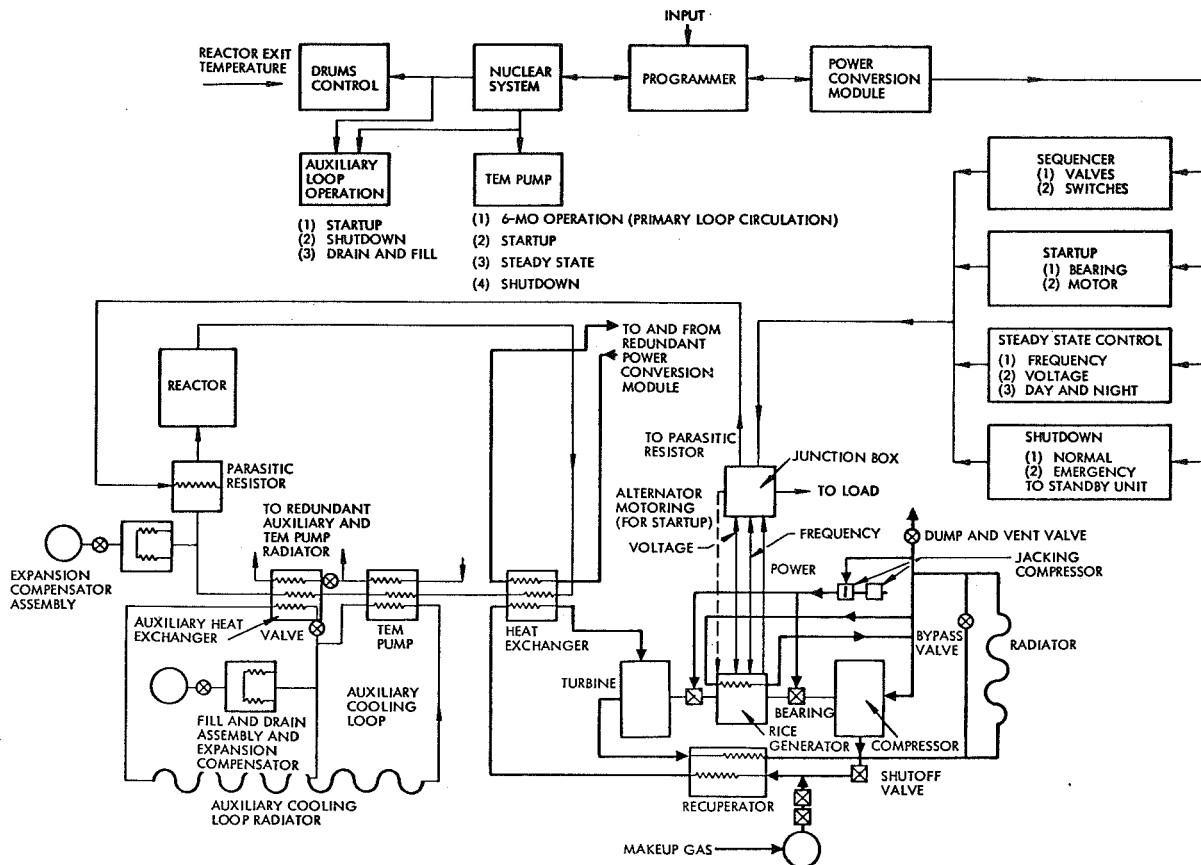 INPUT
REACTOR EXIT
TEMPERATURE
DRUMS
CONTROL
NUCLEAR
SYSTEM
PROGRAMMER
POWER
CONVERSION
MODULE
AUXILIARY
LOOP
OPERATION
(1) STARTUP
(2) SHUTDOWN
(3) DRAIN AND FILL
TEM PUMP
(1) 6-MO OPERATION (PRIMARY LOOP CIRCULATION)
(2) STARTUP
(3) STEADY STATE
(4) SHUTDOWN
SEQUENCER
(1) VALVES
(2) SWITCHES
STARTUP
(1) BEARING
(2) MOTOR
STEADY STATE CONTROL
(1) FREQUENCY
(2) VOLTAGE
(3) DAY AND NIGHT
SHUTDOWN
(1) NORMAL
(2) EMERGENCY
TO STANDBY UNIT
TO AND FROM
REDUNDANT
POWER
CONVERSION
MODULE
REACTOR
PARASITIC
RESISTOR
TO PARASITIC
RESISTOR
JUNCTION BOX
TO LOAD
ALTERNATOR
MOTORING
(FOR STARTUP)
VOLTAGE
FREQUENCY
POWER
DUMP AND VENT VALVE
JACKING
COMPRESSOR
TO REDUNDANT
AUXILIARY AND
TEM PUMP
RADIATOR
EXPANSION
COMPENSATOR
ASSEMBLY
AUXILIARY HEAT
EXCHANGER
VALVE
TEM
PUMP
HEAT
EXCHANGER
BYPASS
VALVE
RADIATOR
TURBINE
BEARING
RICE
GENERATOR
COMPRESSOR
AUXILIARY
COOLING
LOOP
FILL AND DRAIN
ASSEMBLY AND
EXPANSION
COMPENSATOR
AUXILIARY COOLING
LOOP RADIATOR
RECUPERATOR
SHUTOFF
VALVE
MAKEUP GAS